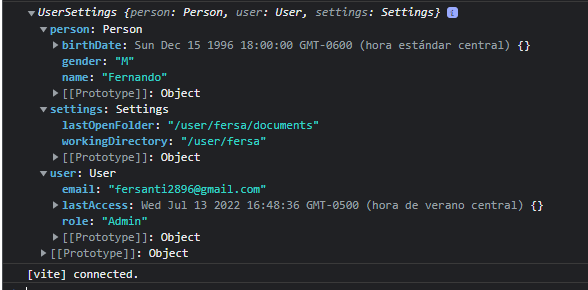 ▼ UserSettings {person: Person, user: User, settings: Settings} i
▼ person: Person
▶ birthDate: Sun Dec 15 1996 18:00:00 GMT-0600 (hora estándar central) {}
gender: "M"
name: "Fernando"
▶ [[Prototype]]: Object
▼ settings: Settings
lastOpenFolder: "/user/fersa/documents"
workingDirectory: "/user/fersa"
▶ [[Prototype]]: Object
▼ user: User
email: "fersanti2896@gmail.com"
▶ lastAccess: Wed Jul 13 2022 16:48:36 GMT-0500 (hora de verano central) {}
role: "Admin"
▶ [[Prototype]]: Object
▶ [[Prototype]]: Object
[vite] connected.